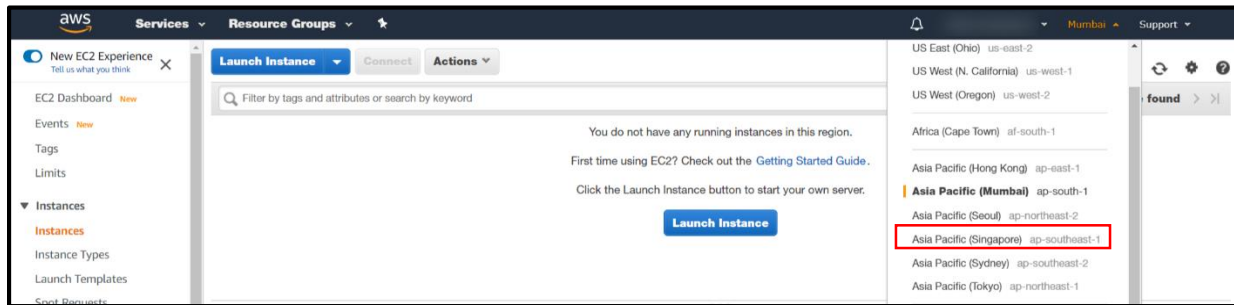 aws Services Resource Groups Mumbai Support
New EC2 Experience
Tell us what you think
EC2 Dashboard New
Events New
Tags
Limits
Instances
Instances
Instance Types
Launch Templates
Spot Requests
Launch Instance Connect Actions
Filter by tags and attributes or search by keyword
found
You do not have any running instances in this region.
First time using EC2? Check out the Getting Started Guide.
Click the Launch Instance button to start your own server.
Launch Instance
US East (Ohio) us-east-2
US West (N. California) us-west-1
US West (Oregon) us-west-2
Africa (Cape Town) af-south-1
Asia Pacific (Hong Kong) ap-east-1
Asia Pacific (Mumbai) ap-south-1
Asia Pacific (Seoul) ap-northeast-2
Asia Pacific (Singapore) ap-southeast-1
Asia Pacific (Sydney) ap-southeast-2
Asia Pacific (Tokyo) ap-northeast-1